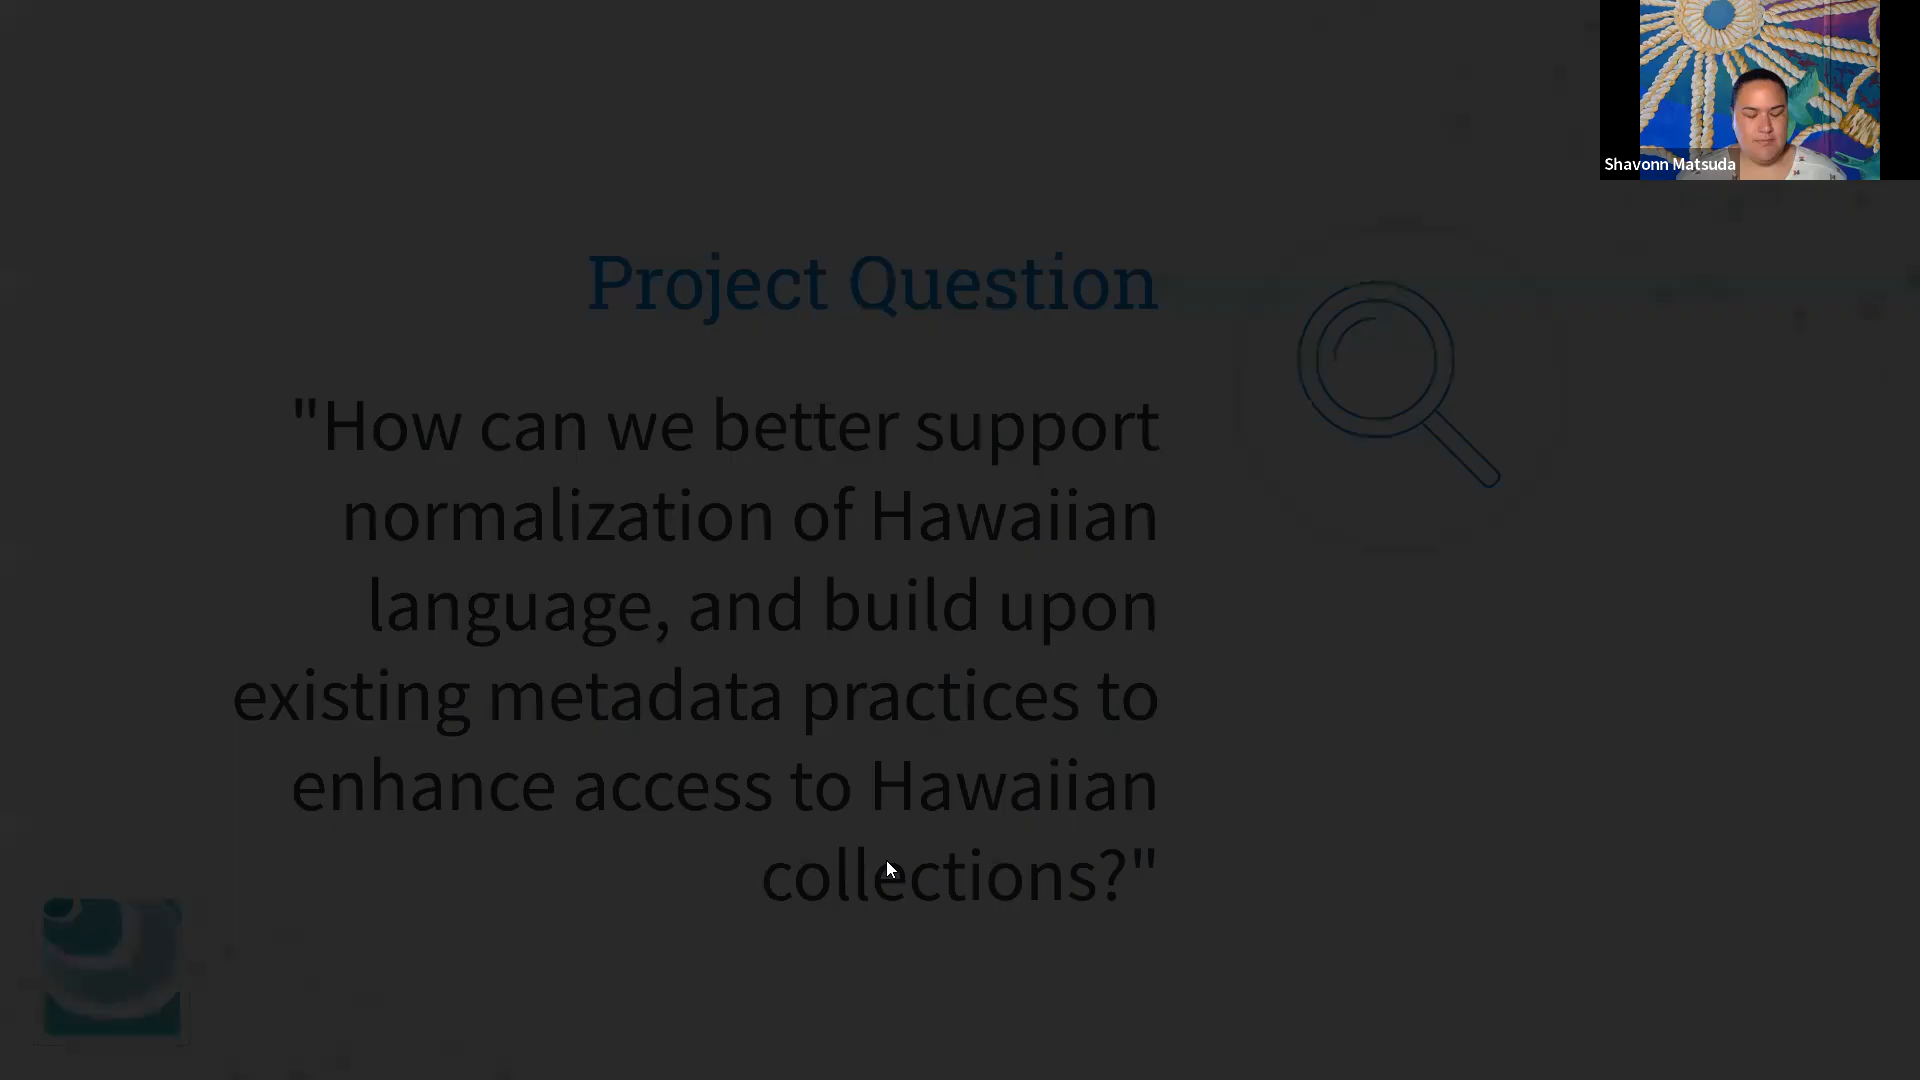 Shavonn Matsuda
Project Question
"How can we better support
normalization of Hawaiian
language, and build upon
existing metadata practices to
enhance access to Hawaiian
collections?"